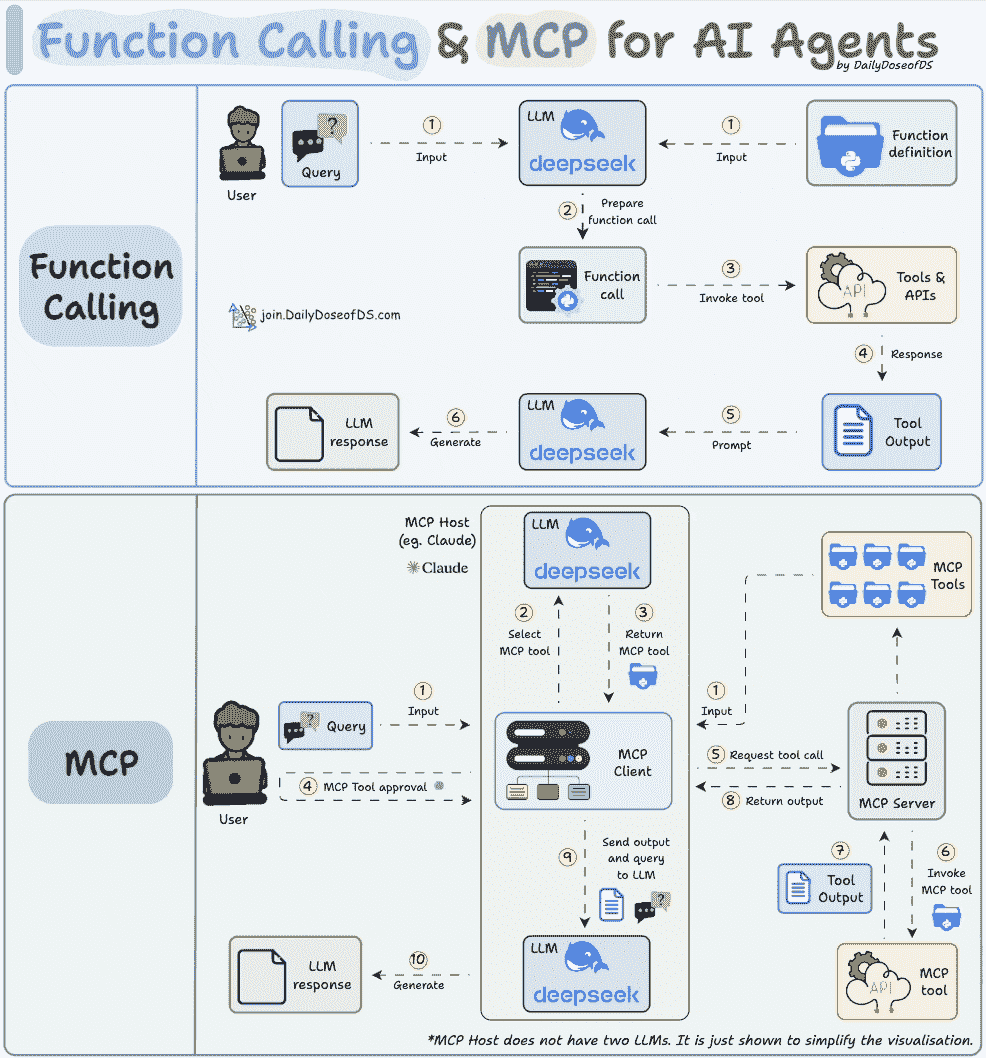 Function Calling & MCP for AI Agents
by DailyDoseofDS
Function
Calling
User
?
Query
1
Input
LLM
deepseek
1
Input
Function
definition
2
Prepare
function call
Function
call
3
Invoke tool
API
Tools &
APIs
join.DailyDoseofDS.com
4
Response
Tool
Output
5
Prompt
LLM
deepseek
6
Generate
LLM
response
MCP
MCP Host
(eg. Claude)
Claude
LLM
deepseek
2
Select
MCP tool
3
Return
MCP tool
MCP
Tools
User
?
Query
1
Input
4
MCP Tool approval
MCP
Client
1
Input
5
Request tool call
8
Return output
MCP Server
9
Send output
and query
to LLM
?
7
Tool
Output
6
Invoke
MCP tool
API
MCP
tool
LLM
deepseek
10
Generate
LLM
response
*MCP Host does not have two LLMs. It is just shown to simplify the visualisation.